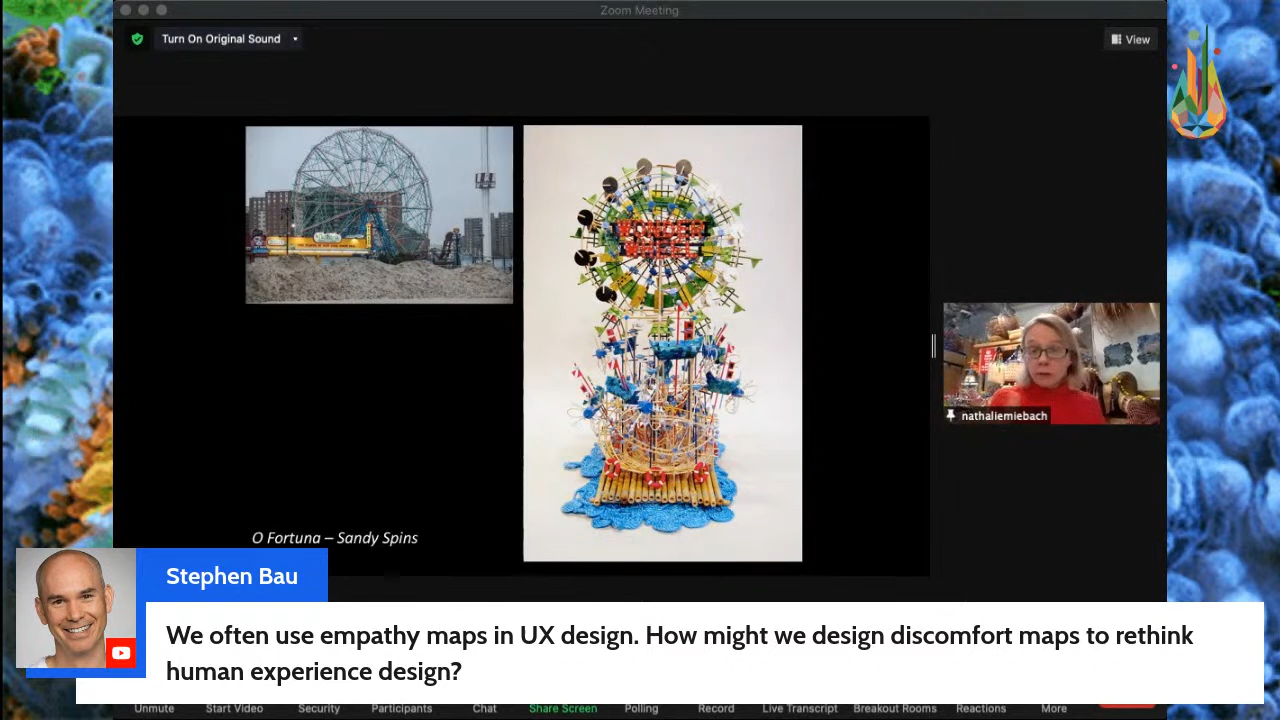 Zoom Meeting
Turn On Original Sound
View
WONDER
WHEEL
nathaliemiebach
O Fortuna – Sandy Spins
Stephen Bau
We often use empathy maps in UX design. How might we design discomfort maps to rethink
human experience design?
Unmute Start Video Security Participants Chat Share Screen Polling Record Live Transcript Breakout Rooms Reactions More